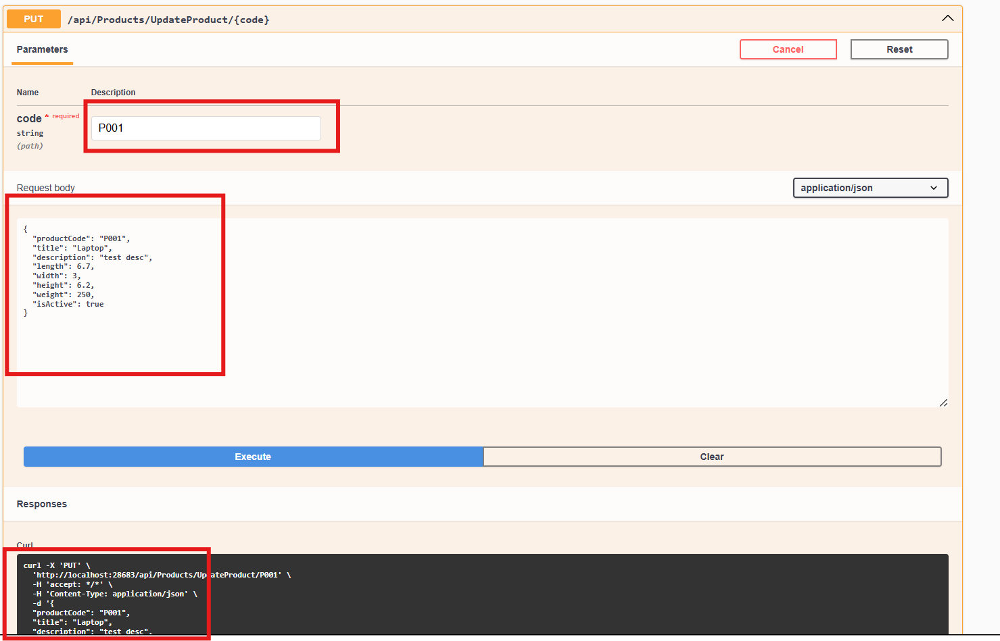 PUT /api/Products/UpdateProduct/{code}
Parameters
Cancel
Reset
Name Description
code * required
string
(path)
P001
Request body
application/json
{
  "productCode": "P001",
  "title": "Laptop",
  "description": "test desc",
  "length": 6.7,
  "width": 3,
  "height": 6.2,
  "weight": 250,
  "isActive": true
}
Execute
Clear
Responses
Curl
curl -X 'PUT' \
  'http://localhost:28683/api/Products/UpdateProduct/P001' \
  -H 'accept: */*' \
  -H 'Content-Type: application/json' \
  -d '{
  "productCode": "P001",
  "title": "Laptop",
  "description": "test desc",